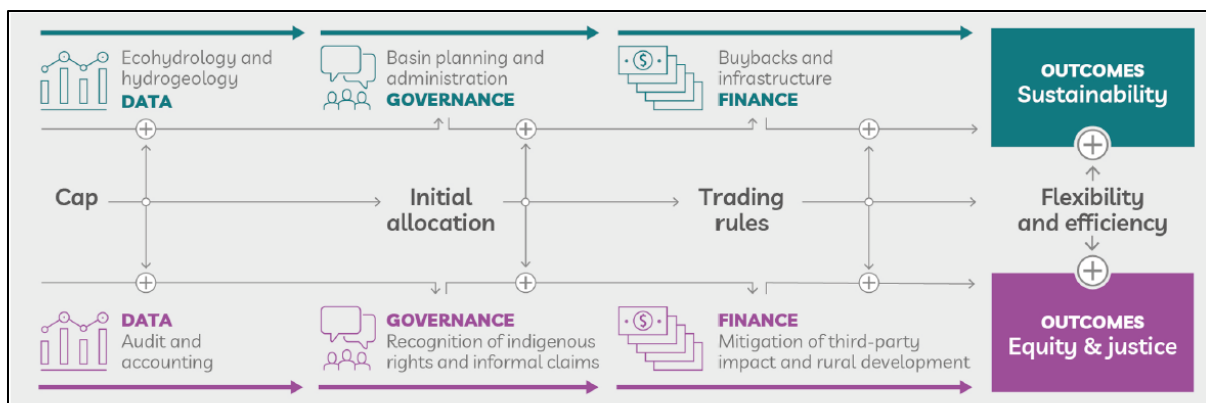 Ecohydrology and
hydrogeology
DATA
Basin planning and
administration
GOVERNANCE
Buybacks and
infrastructure
FINANCE
OUTCOMES
Sustainability
Cap
Initial
allocation
Trading
rules
Flexibility
and efficiency
DATA
Audit and
accounting
GOVERNANCE
Recognition of indigenous
rights and informal claims
FINANCE
Mitigation of third-party
impact and rural development
OUTCOMES
Equity & justice